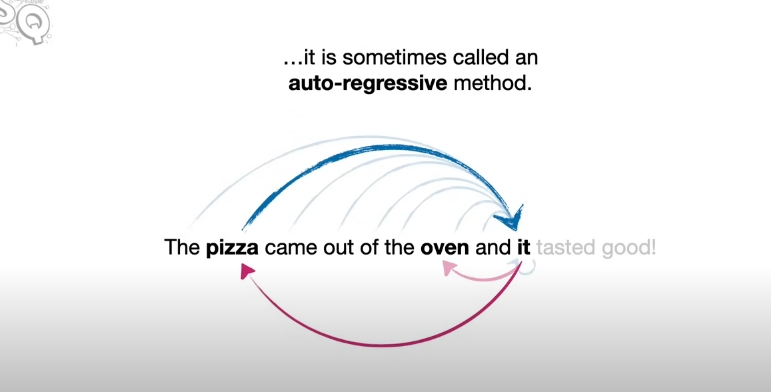 SQ
…it is sometimes called an
auto-regressive method.
The pizza came out of the oven and it tasted good!